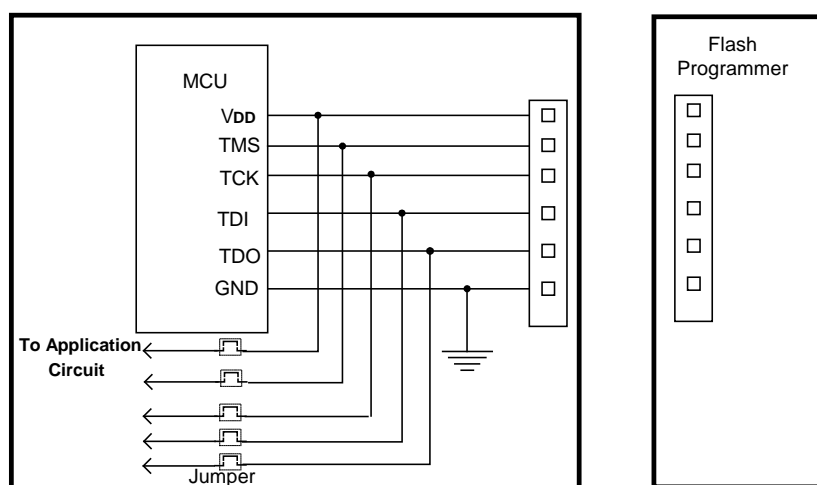 MCU
VDD
TMS
TCK
TDI
TDO
GND
To Application
Circuit
Jumper
Flash
Programmer